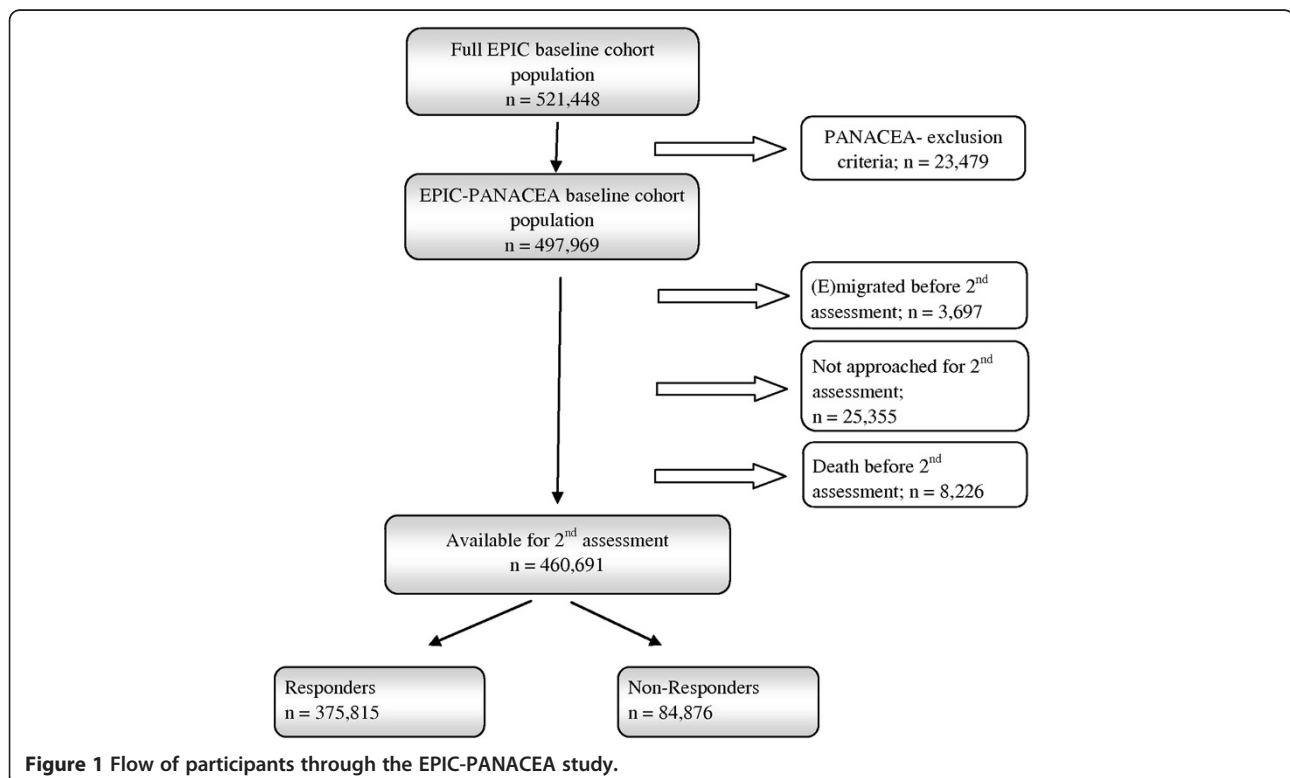 Full EPIC baseline cohort
population
n = 521,448
PANACEA- exclusion
criteria; n = 23,479
EPIC-PANACEA baseline cohort
population
n = 497,969
(E)migrated before 2nd
assessment; n = 3,697
Not approached for 2nd
assessment;
n = 25,355
Death before 2nd
assessment; n = 8,226
Available for 2nd assessment
n = 460,691
Responders
n = 375,815
Non-Responders
n = 84,876
Figure 1 Flow of participants through the EPIC-PANACEA study.